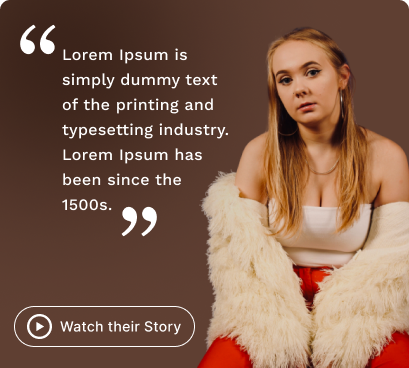 “
Lorem Ipsum is
simply dummy text
of the printing and
typesetting industry.
Lorem Ipsum has
been since the
1500s. ”
Watch their Story